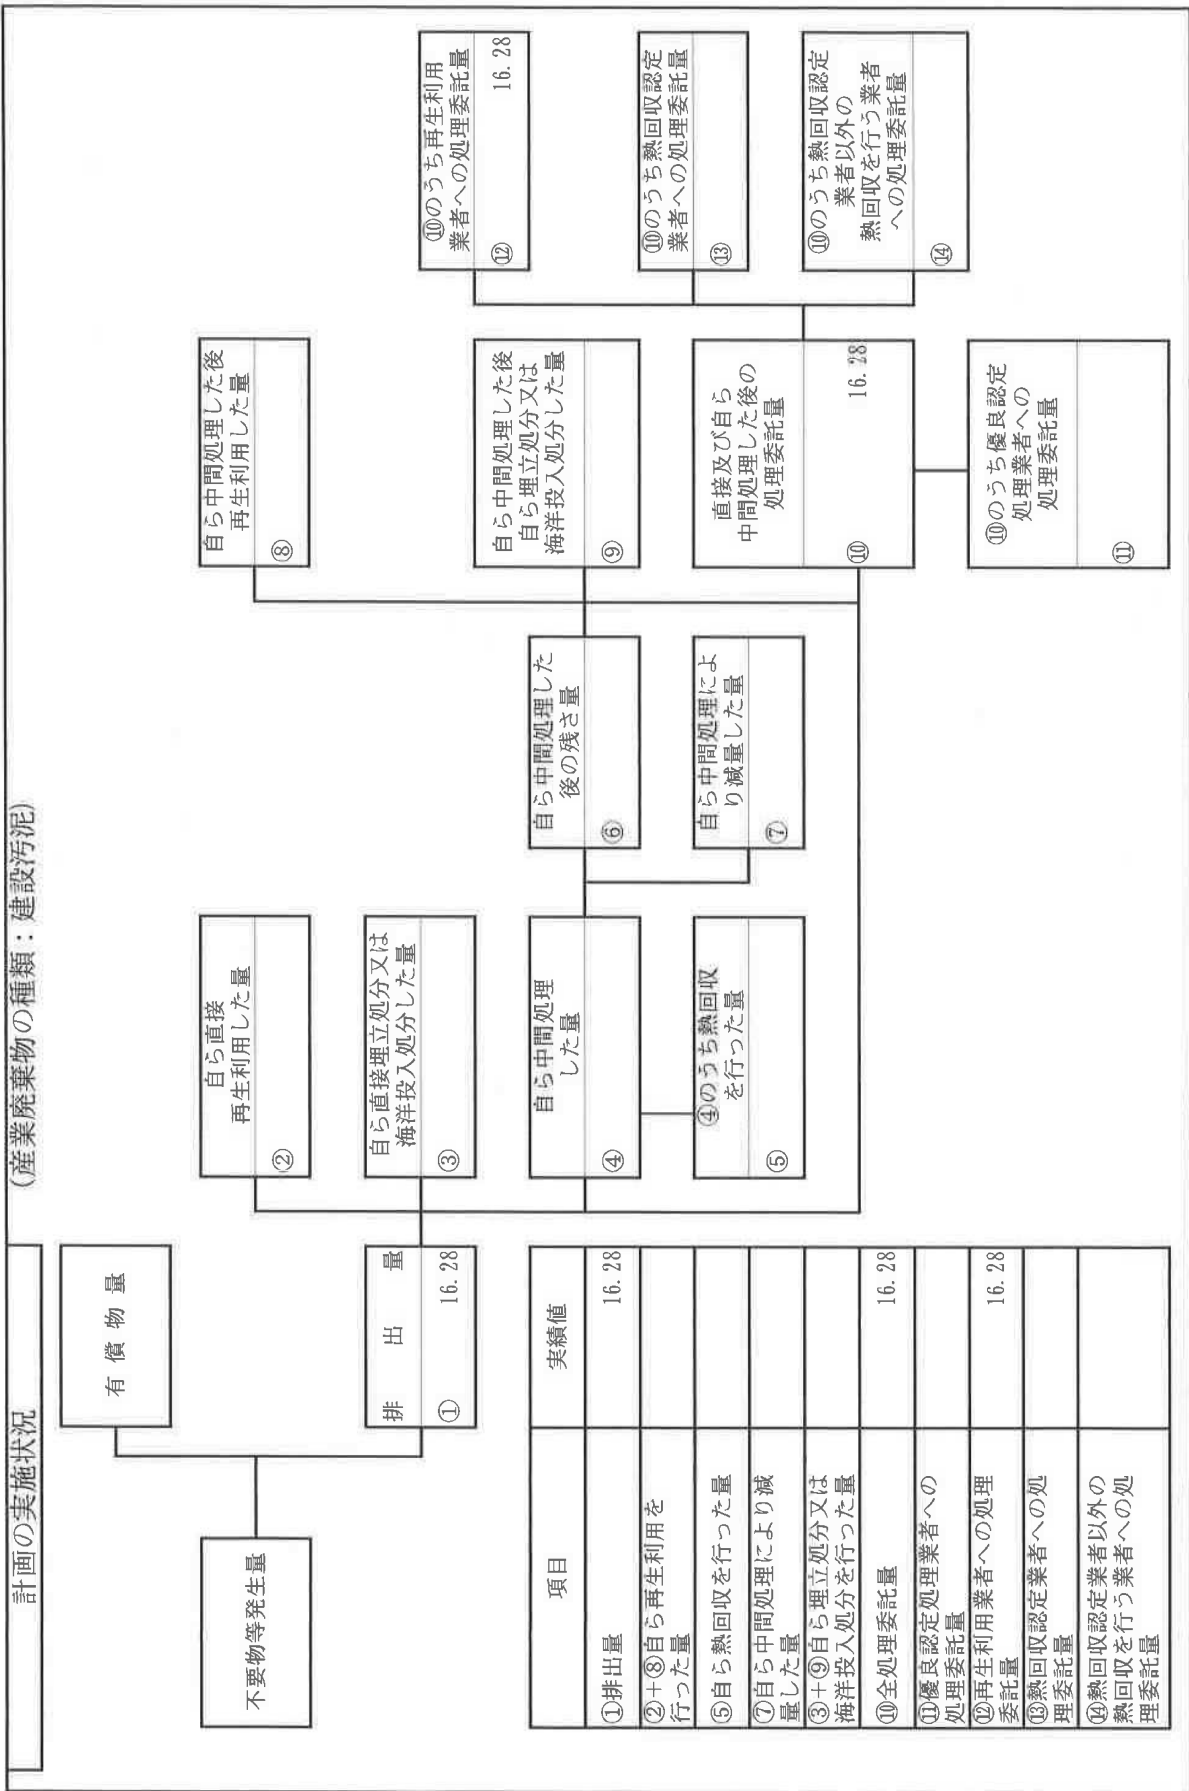 計画の実施状況
(産業廃棄物の種類：建設汚泥)
不要物等発生量
有償物量
排出量
① 16.28
自ら直接
再生利用した量
②
自ら直接埋立処分又は
海洋投入処分した量
③
自ら中間処理
した量
④
④のうち熱回収
を行った量
⑤
自ら中間処理した
後の残さ量
⑥
自ら中間処理によ
り減量した量
⑦
自ら中間処理した後
再生利用した量
⑧
自ら中間処理した後
自ら埋立処分又は
海洋投入処分した量
⑨
直接及び自ら
中間処理した後の
処理委託量
⑩ 16.28
⑩のうち優良認定
処理業者への
処理委託量
⑪
⑩のうち再生利用
業者への処理委託量
⑫ 16.28
⑩のうち熱回収認定
業者への処理委託量
⑬
⑩のうち熱回収認定
業者以外の
熱回収を行う業者
への処理委託量
⑭
項目 実績値
①排出量 16.28
②＋⑧自ら再生利用を
行った量
⑤自ら熱回収を行った量
⑦自ら中間処理により減
量した量
③＋⑨自ら埋立処分又は
海洋投入処分を行った量
⑩全処理委託量 16.28
⑪優良認定処理業者への
処理委託量
⑫再生利用業者への処理
委託量 16.28
⑬熱回収認定業者への処
理委託量
⑭熱回収認定業者以外の
熱回収を行う業者への処
理委託量